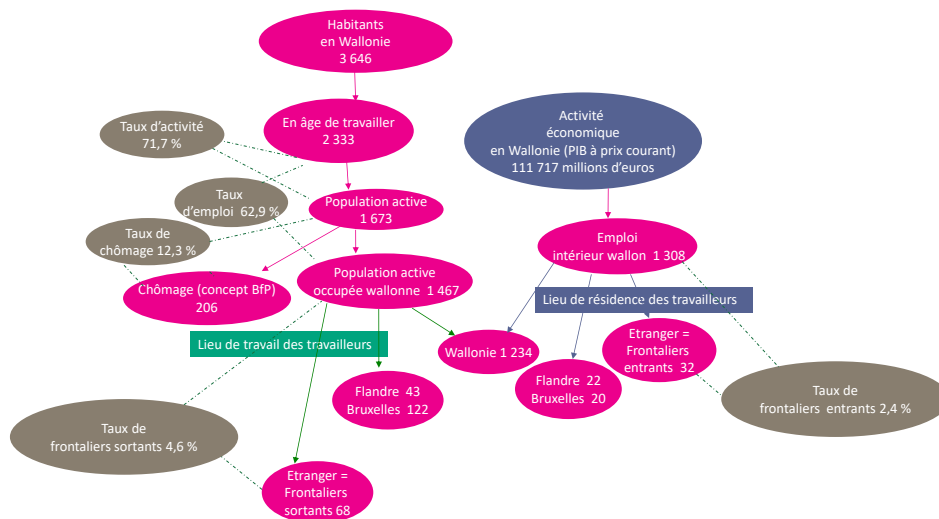 Habitants
en Wallonie
3 646
En âge de travailler
2 333
Taux d'activité
71,7 %
Activité
économique
en Wallonie (PIB à prix courant)
111 717 millions d'euros
Taux
d'emploi 62,9 %
Population active
1 673
Taux de
chômage 12,3 %
Emploi
intérieur wallon 1 308
Chômage (concept BfP)
206
Population active
occupée wallonne 1 467
Lieu de résidence des travailleurs
Lieu de travail des travailleurs
Wallonie 1 234
Etranger =
Frontaliers
entrants 32
Flandre 43
Bruxelles 122
Flandre 22
Bruxelles 20
Taux de
frontaliers entrants 2,4 %
Taux de
frontaliers sortants 4,6 %
Etranger =
Frontaliers
sortants 68